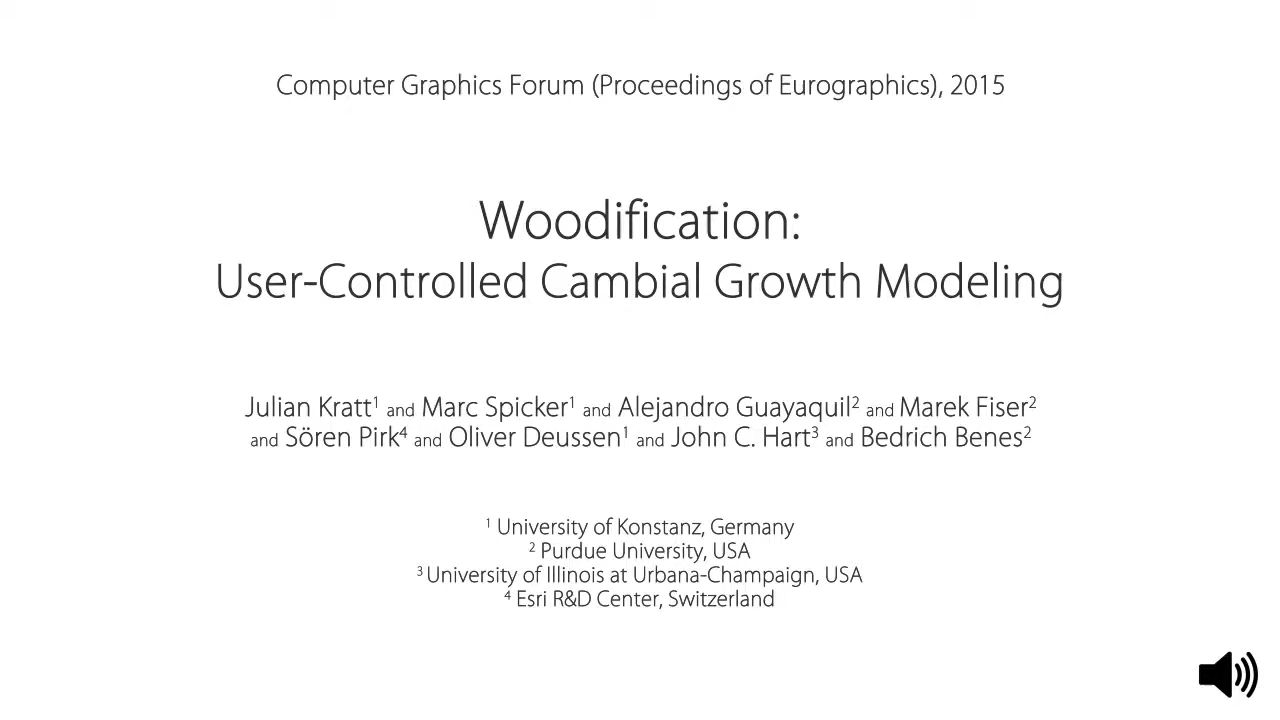 Computer Graphics Forum (Proceedings of Eurographics), 2015
Woodification:
User-Controlled Cambial Growth Modeling
Julian Kratt¹ and Marc Spicker¹ and Alejandro Guayaquil² and Marek Fiser²
and Sören Pirk⁴ and Oliver Deussen¹ and John C. Hart³ and Bedrich Benes²
¹ University of Konstanz, Germany
² Purdue University, USA
³ University of Illinois at Urbana-Champaign, USA
⁴ Esri R&D Center, Switzerland